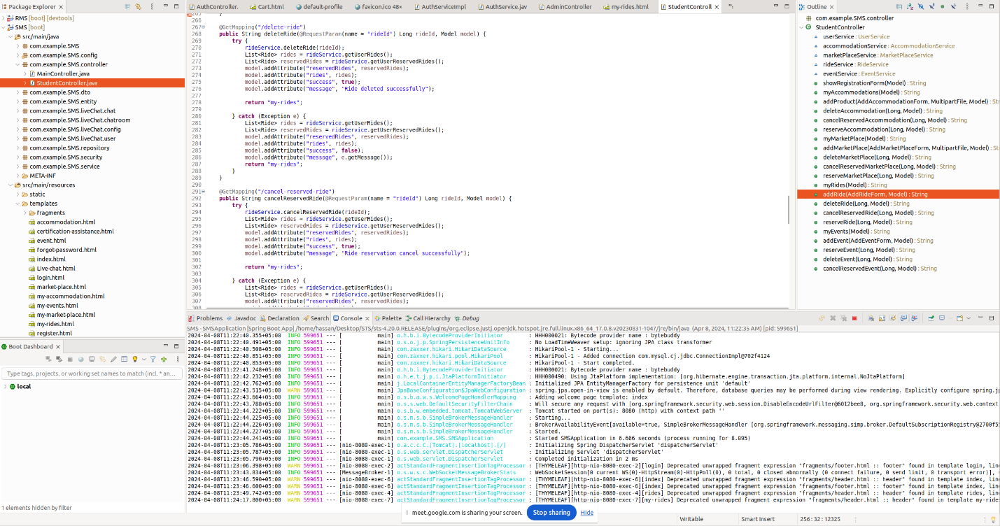 Package Explorer
RMS [boot] [devtools]
SMS [boot]
src/main/java
com.example.SMS
com.example.SMS.config
com.example.SMS.controller
MainController.java
StudentController.java
com.example.SMS.dto
com.example.SMS.entity
com.example.SMS.liveChat.chat
com.example.SMS.liveChat.chatroom
com.example.SMS.liveChat.config
com.example.SMS.liveChat.user
com.example.SMS.repository
com.example.SMS.security
com.example.SMS.service
META-INF
src/main/resources
static
templates
fragments
accommodation.html
certification-assistance.html
event.html
forgot-password.html
index.html
Live-chat.html
login.html
market-place.html
my-accommodation.html
my-events.html
my-market-place.html
my-rides.html
register.html
Boot Dashboard
Type tags, projects, or working set names to match (incl. * an...
local
1 elements hidden by filter
AuthController. Cart.html default-profile favicon.ico 48× AuthServiceImpl AuthService.jav AdminController my-rides.html StudentControll
265 }
266
267 @GetMapping("/delete-ride")
268 public String deleteRide(@RequestParam(name = "rideId") Long rideId, Model model) {
269 try {
270 rideService.deleteRide(rideId);
271 List<Ride> rides = rideService.getUserRides();
272 List<Ride> reservedRides = rideService.getUserReservedRides();
273 model.addAttribute("reservedRides", reservedRides);
274 model.addAttribute("rides", rides);
275 model.addAttribute("success", true);
276 model.addAttribute("message", "Ride deleted successfully");
277
278 return "my-rides";
279
280 } catch (Exception e) {
281 List<Ride> rides = rideService.getUserRides();
282 List<Ride> reservedRides = rideService.getUserReservedRides();
283 model.addAttribute("reservedRides", reservedRides);
284 model.addAttribute("rides", rides);
285 model.addAttribute("success", false);
286 model.addAttribute("message", e.getMessage());
287 return "my-rides";
288 }
289 }
290
291 @GetMapping("/cancel-reserved-ride")
292 public String cancelReservedRide(@RequestParam(name = "rideId") Long rideId, Model model) {
293 try {
294 rideService.cancelReservedRide(rideId);
295 List<Ride> rides = rideService.getUserRides();
296 List<Ride> reservedRides = rideService.getUserReservedRides();
297 model.addAttribute("reservedRides", reservedRides);
298 model.addAttribute("rides", rides);
299 model.addAttribute("success", true);
300 model.addAttribute("message", "Ride reservation cancel successfully");
301
302 return "my-rides";
303
304 } catch (Exception e) {
305 List<Ride> rides = rideService.getUserRides();
306 List<Ride> reservedRides = rideService.getUserReservedRides();
307 model.addAttribute("reservedRides", reservedRides);
308
Outline
com.example.SMS.controller
StudentController
userService : UserService
accommodationService : AccommodationService
marketPlaceService : MarketPlaceService
rideService : RideService
eventService : EventService
showRegistrationForm(Model) : String
myAccommodations(Model) : String
addProduct(AddAccommodationForm, MultipartFile, Model) : St
deleteAccommodation(Long, Model) : String
cancelReservedAccommodation(Long, Model) : String
reserveAccommodation(Long, Model) : String
myMarketPlace(Model) : String
addMarketPlace(AddMarketPlaceForm, MultipartFile, Model) : St
deleteMarketPlace(Long, Model) : String
cancelReservedMarketPlace(Long, Model) : String
reserveMarketPlace(Long, Model) : String
myRides(Model) : String
addRide(AddRideForm, Model) : String
deleteRide(Long, Model) : String
cancelReservedRide(Long, Model) : String
reserveRide(Long, Model) : String
myEvents(Model) : String
addEvent(AddEventForm, Model) : String
reserveEvent(Long, Model) : String
deleteEvent(Long, Model) : String
cancelReservedEvent(Long, Model) : String
Problems Javadoc Declaration Search Console Palette Call Hierarchy Debug
SMS - SMSApplication [Spring Boot App] /home/hassan/Desktop/STS/sts-4.20.0.RELEASE/plugins/org.eclipse.justj.openjdk.hotspot.jre.full.linux.x86_64_17.0.8.v20230831-1047/jre/bin/java (Apr 8, 2024, 11:22:35 AM) [pid: 599651]
2024-04-08T11:22:40.355+05:00 INFO 599651 --- [ main] o.h.b.i.BytecodeProviderInitiator : HHH000021: Bytecode provider name : bytebuddy
2024-04-08T11:22:40.491+05:00 INFO 599651 --- [ main] o.s.o.j.p.SpringPersistenceUnitInfo : No LoadTimeWeaver setup: ignoring JPA class transformer
2024-04-08T11:22:40.508+05:00 INFO 599651 --- [ main] com.zaxxer.hikari.HikariDataSource : HikariPool-1 - Starting...
2024-04-08T11:22:40.851+05:00 INFO 599651 --- [ main] com.zaxxer.hikari.pool.HikariPool : HikariPool-1 - Added connection com.mysql.cj.jdbc.ConnectionImpl@702f4124
2024-04-08T11:22:40.853+05:00 INFO 599651 --- [ main] com.zaxxer.hikari.HikariDataSource : HikariPool-1 - Start completed.
2024-04-08T11:22:41.248+05:00 INFO 599651 --- [ main] o.h.b.i.BytecodeProviderInitiator : HHH000021: Bytecode provider name : bytebuddy
2024-04-08T11:22:42.232+05:00 INFO 599651 --- [ main] o.h.e.t.j.p.i.JtaPlatformInitiator : HHH000490: Using JtaPlatform implementation: [org.hibernate.engine.transaction.jta.platform.internal.NoJtaPlatform]
2024-04-08T11:22:42.762+05:00 INFO 599651 --- [ main] j.LocalContainerEntityManagerFactoryBean : Initialized JPA EntityManagerFactory for persistence unit 'default'
2024-04-08T11:22:43.515+05:00 WARN 599651 --- [ main] JpaBaseConfiguration$JpaWebConfiguration : spring.jpa.open-in-view is enabled by default. Therefore, database queries may be performed during view rendering. Explicitly configure spring.jp
2024-04-08T11:22:43.664+05:00 INFO 599651 --- [ main] o.s.b.a.w.s.WelcomePageHandlerMapping : Adding welcome page template: index
2024-04-08T11:22:43.788+05:00 INFO 599651 --- [ main] o.s.s.web.DefaultSecurityFilterChain : Will secure any request with [org.springframework.security.web.session.DisableEncodeUrlFilter@6012bee8, org.springframework.security.web.context
2024-04-08T11:22:44.222+05:00 INFO 599651 --- [ main] o.s.b.w.embedded.tomcat.TomcatWebServer : Tomcat started on port(s): 8080 (http) with context path ''
2024-04-08T11:22:44.225+05:00 INFO 599651 --- [ main] o.s.m.s.b.SimpleBrokerMessageHandler : Starting...
2024-04-08T11:22:44.226+05:00 INFO 599651 --- [ main] o.s.m.s.b.SimpleBrokerMessageHandler : BrokerAvailabilityEvent[available=true, SimpleBrokerMessageHandler [org.springframework.messaging.simp.broker.DefaultSubscriptionRegistry@2700f55
2024-04-08T11:22:44.227+05:00 INFO 599651 --- [ main] o.s.m.s.b.SimpleBrokerMessageHandler : Started.
2024-04-08T11:22:44.241+05:00 INFO 599651 --- [ main] com.example.SMS.SMSApplication : Started SMSApplication in 6.666 seconds (process running for 8.095)
2024-04-08T11:23:05.786+05:00 INFO 599651 --- [nio-8080-exec-1] o.a.c.c.C.[Tomcat].[localhost].[/] : Initializing Spring DispatcherServlet 'dispatcherServlet'
2024-04-08T11:23:05.787+05:00 INFO 599651 --- [nio-8080-exec-1] o.s.web.servlet.DispatcherServlet : Initializing Servlet 'dispatcherServlet'
2024-04-08T11:23:05.790+05:00 INFO 599651 --- [nio-8080-exec-1] o.s.web.servlet.DispatcherServlet : Completed initialization in 2 ms
2024-04-08T11:23:06.398+05:00 WARN 599651 --- [nio-8080-exec-2] actStandardFragmentInsertionTagProcessor : [THYMELEAF][http-nio-8080-exec-2][login] Deprecated unwrapped fragment expression "fragments/footer.html :: footer" found in template login, line
2024-04-08T11:23:43.834+05:00 INFO 599651 --- [MessageBroker-1] o.s.w.s.c.WebSocketMessageBrokerStats : WebSocketSession[0 current WS(0)-HttpStream(0)-HttpPoll(0), 0 total, 0 closed abnormally (0 connect failure, 0 send limit, 0 transport error)], s
2024-04-08T11:23:46.590+05:00 WARN 599651 --- [nio-8080-exec-6] actStandardFragmentInsertionTagProcessor : [THYMELEAF][http-nio-8080-exec-6][index] Deprecated unwrapped fragment expression "fragments/header.html :: header" found in template index, line
2024-04-08T11:23:46.600+05:00 WARN 599651 --- [nio-8080-exec-6] actStandardFragmentInsertionTagProcessor : [THYMELEAF][http-nio-8080-exec-6][index] Deprecated unwrapped fragment expression "fragments/footer.html :: footer" found in template index, line
2024-04-08T11:23:49.742+05:00 WARN 599651 --- [nio-8080-exec-4] actStandardFragmentInsertionTagProcessor : [THYMELEAF][http-nio-8080-exec-4][rides] Deprecated unwrapped fragment expression "fragments/header.html :: header" found in template rides, line
2024-04-08T11:24:17.800+05:00 WARN 599651 --- [nio-8080-exec-7] actStandardFragmentInsertionTagProcessor : [THYMELEAF][http-nio-8080-exec-7][my-rides] Deprecated unwrapped fragment expression "fragments/header.html :: header" found in template my-rides
meet.google.com is sharing your screen. Stop sharing Hide
Writable Smart Insert 256 : 32 : 12325